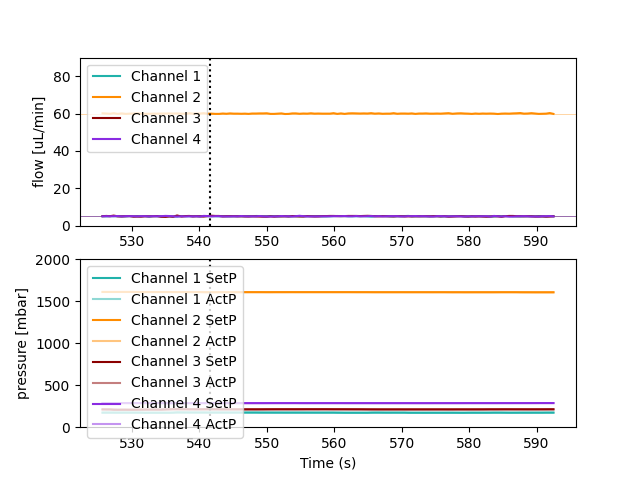 80
60
40
20
0
flow [uL/min]
Channel 1
Channel 2
Channel 3
Channel 4
530 540 550 560 570 580 590
2000
1500
1000
500
0
pressure [mbar]
Channel 1 SetP
Channel 1 ActP
Channel 2 SetP
Channel 2 ActP
Channel 3 SetP
Channel 3 ActP
Channel 4 SetP
Channel 4 ActP
530 540 550 560 570 580 590
Time (s)